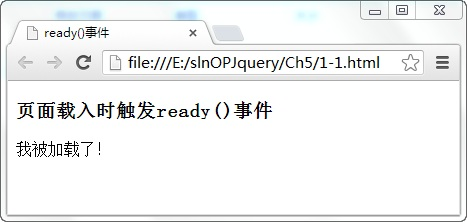 ready()事件
file:///E:/slnOPJquery/Ch5/1-1.html
页面载入时触发ready()事件
我被加载了!